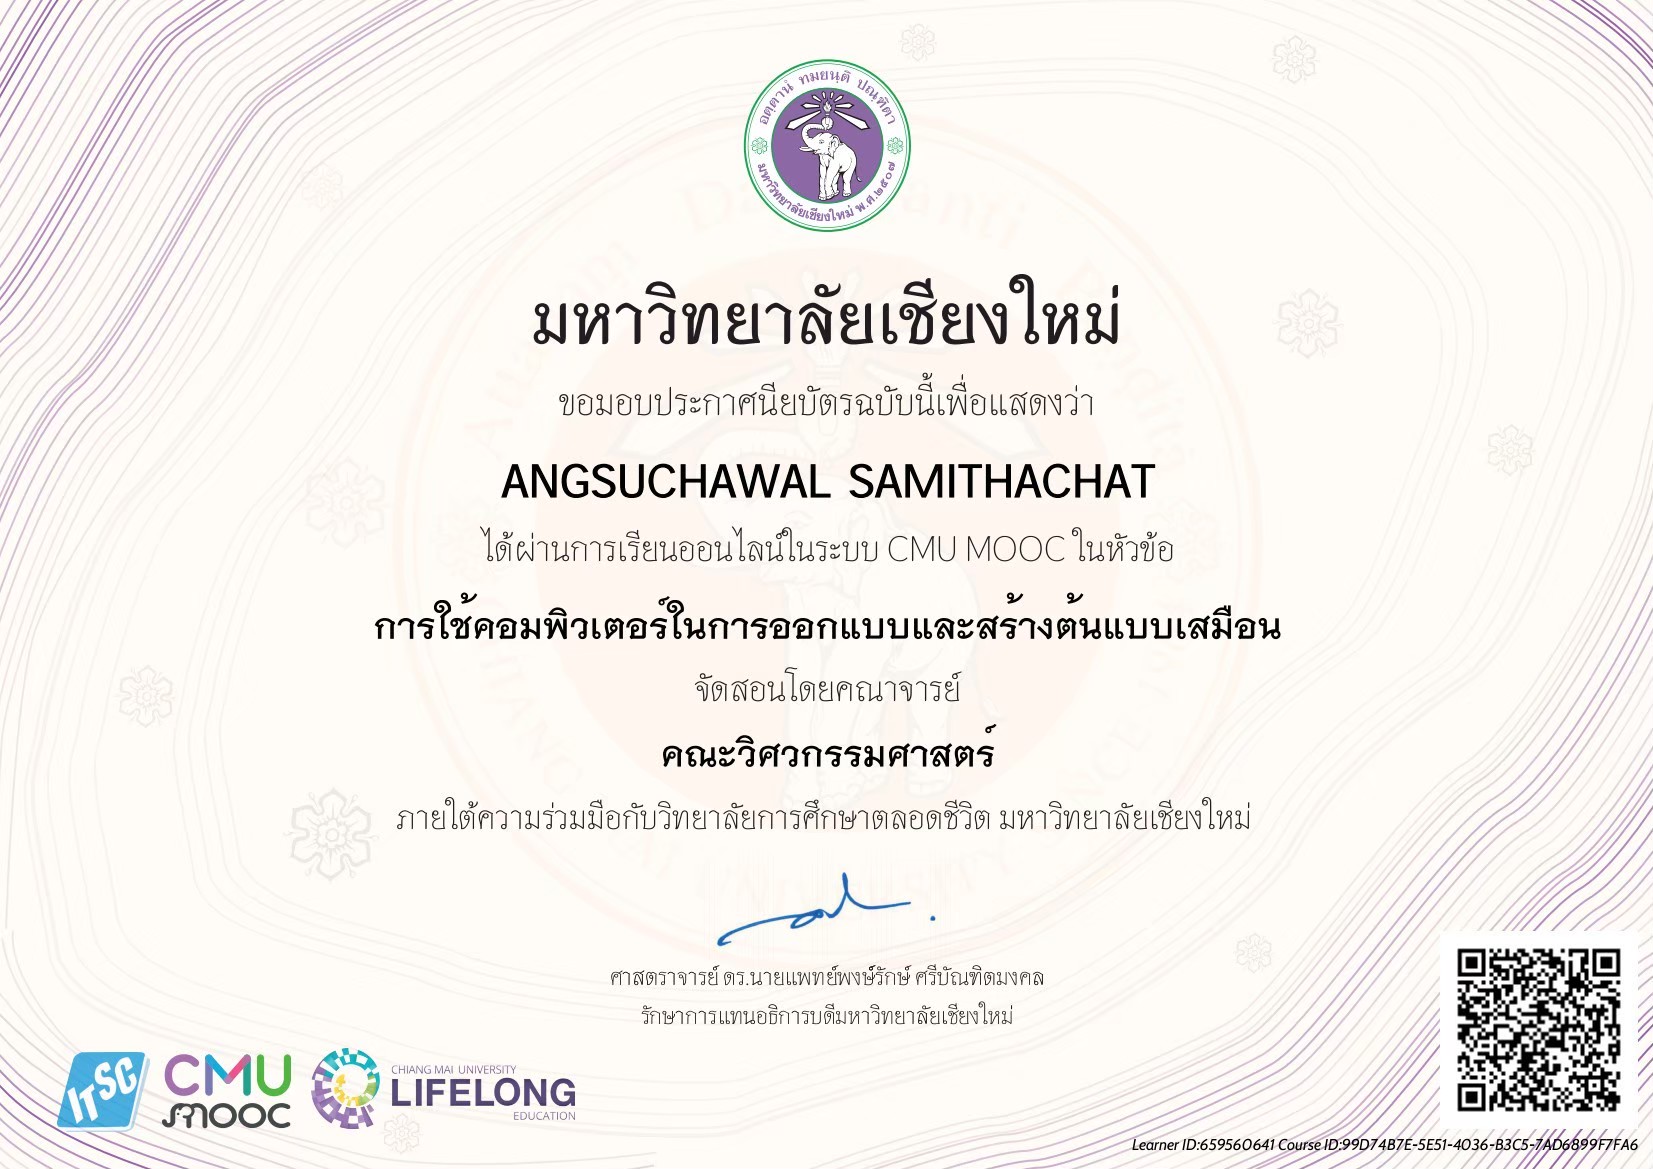 อตฺตานํ ทมยนฺติ ปณฺฑิตา
มหาวิทยาลัยเชียงใหม่ พ.ศ.๒๕๐๗
มหาวิทยาลัยเชียงใหม่
ขอมอบประกาศนียบัตรฉบับนี้เพื่อแสดงว่า
ANGSUCHAWAL SAMITHACHAT
ได้ผ่านการเรียนออนไลน์ในระบบ CMU MOOC ในหัวข้อ
การใช้คอมพิวเตอร์ในการออกแบบและสร้างต้นแบบเสมือน
จัดสอนโดยคณาจารย์
คณะวิศวกรรมศาสตร์
ภายใต้ความร่วมมือกับวิทยาลัยการศึกษาตลอดชีวิต มหาวิทยาลัยเชียงใหม่
ศาสตราจารย์ ดร.นายแพทย์พงษ์รักษ์ ศรีบัณฑิตมงคล
รักษาการแทนอธิการบดีมหาวิทยาลัยเชียงใหม่
ITSC
CMU
mooc
CHIANG MAI UNIVERSITY
LIFELONG
EDUCATION
Learner ID:659560641 Course ID:99D74B7E-5E51-4036-B3C5-7AD6899F7FA6